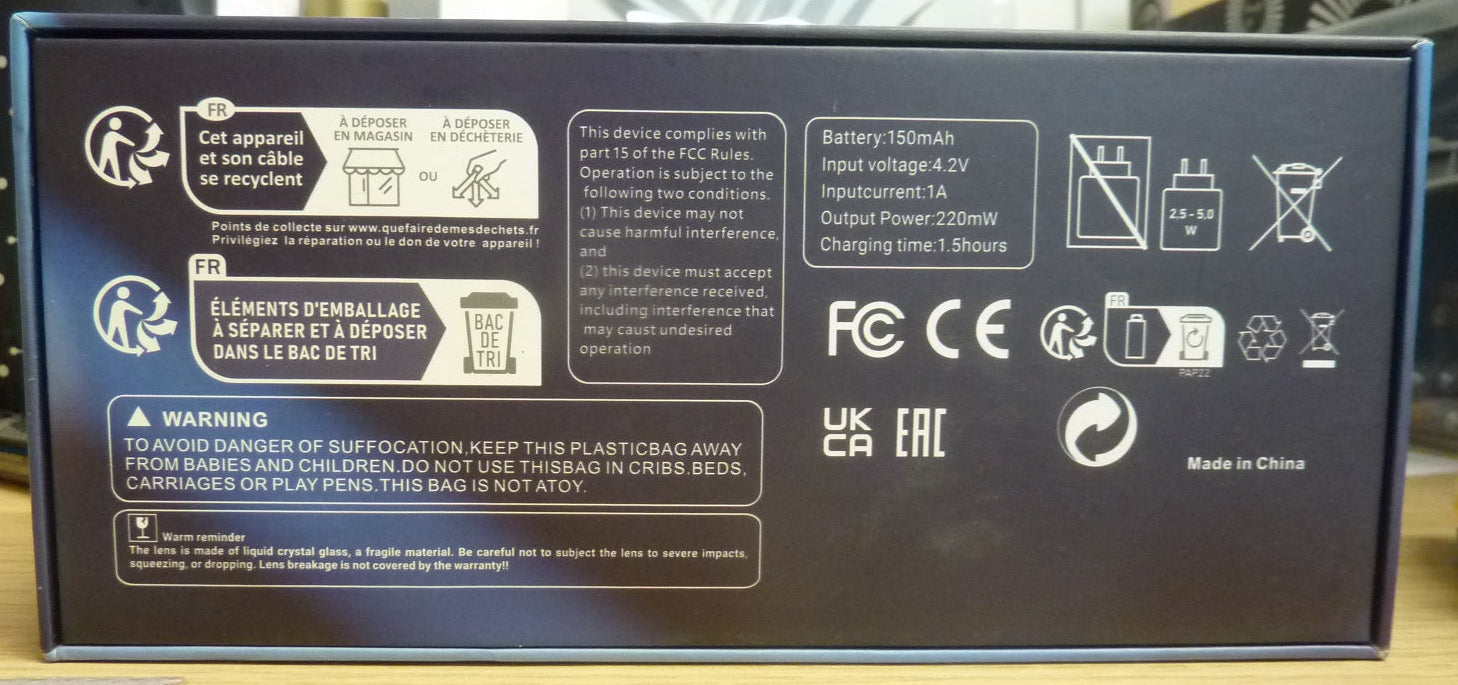 FR
Cet appareil
et son câble
se recyclent
À DÉPOSER
EN MAGASIN
OU
À DÉPOSER
EN DÉCHÈTERIE
Points de collecte sur www.quefairedemesdechets.fr
Privilégiez la réparation ou le don de votre appareil !
FR
ÉLÉMENTS D'EMBALLAGE
À SÉPARER ET À DÉPOSER
DANS LE BAC DE TRI
BAC
DE
TRI
This device complies with
part 15 of the FCC Rules.
Operation is subject to the
following two conditions.
(1) This device may not
cause harmful interference,
and
(2) this device must accept
any interference received,
including interference that
may caust undesired
operation
Battery:150mAh
Input voltage:4.2V
Inputcurrent:1A
Output Power:220mW
Charging time:1.5hours
2.5 - 5.0
W
FC CE
FR
PAP22
UK
CA
EAC
Made in China
WARNING
TO AVOID DANGER OF SUFFOCATION,KEEP THIS PLASTICBAG AWAY
FROM BABIES AND CHILDREN.DO NOT USE THISBAG IN CRIBS.BEDS,
CARRIAGES OR PLAY PENS.THIS BAG IS NOT ATOY.
Warm reminder
The lens is made of liquid crystal glass, a fragile material. Be careful not to subject the lens to severe impacts,
squeezing, or dropping. Lens breakage is not covered by the warranty!!